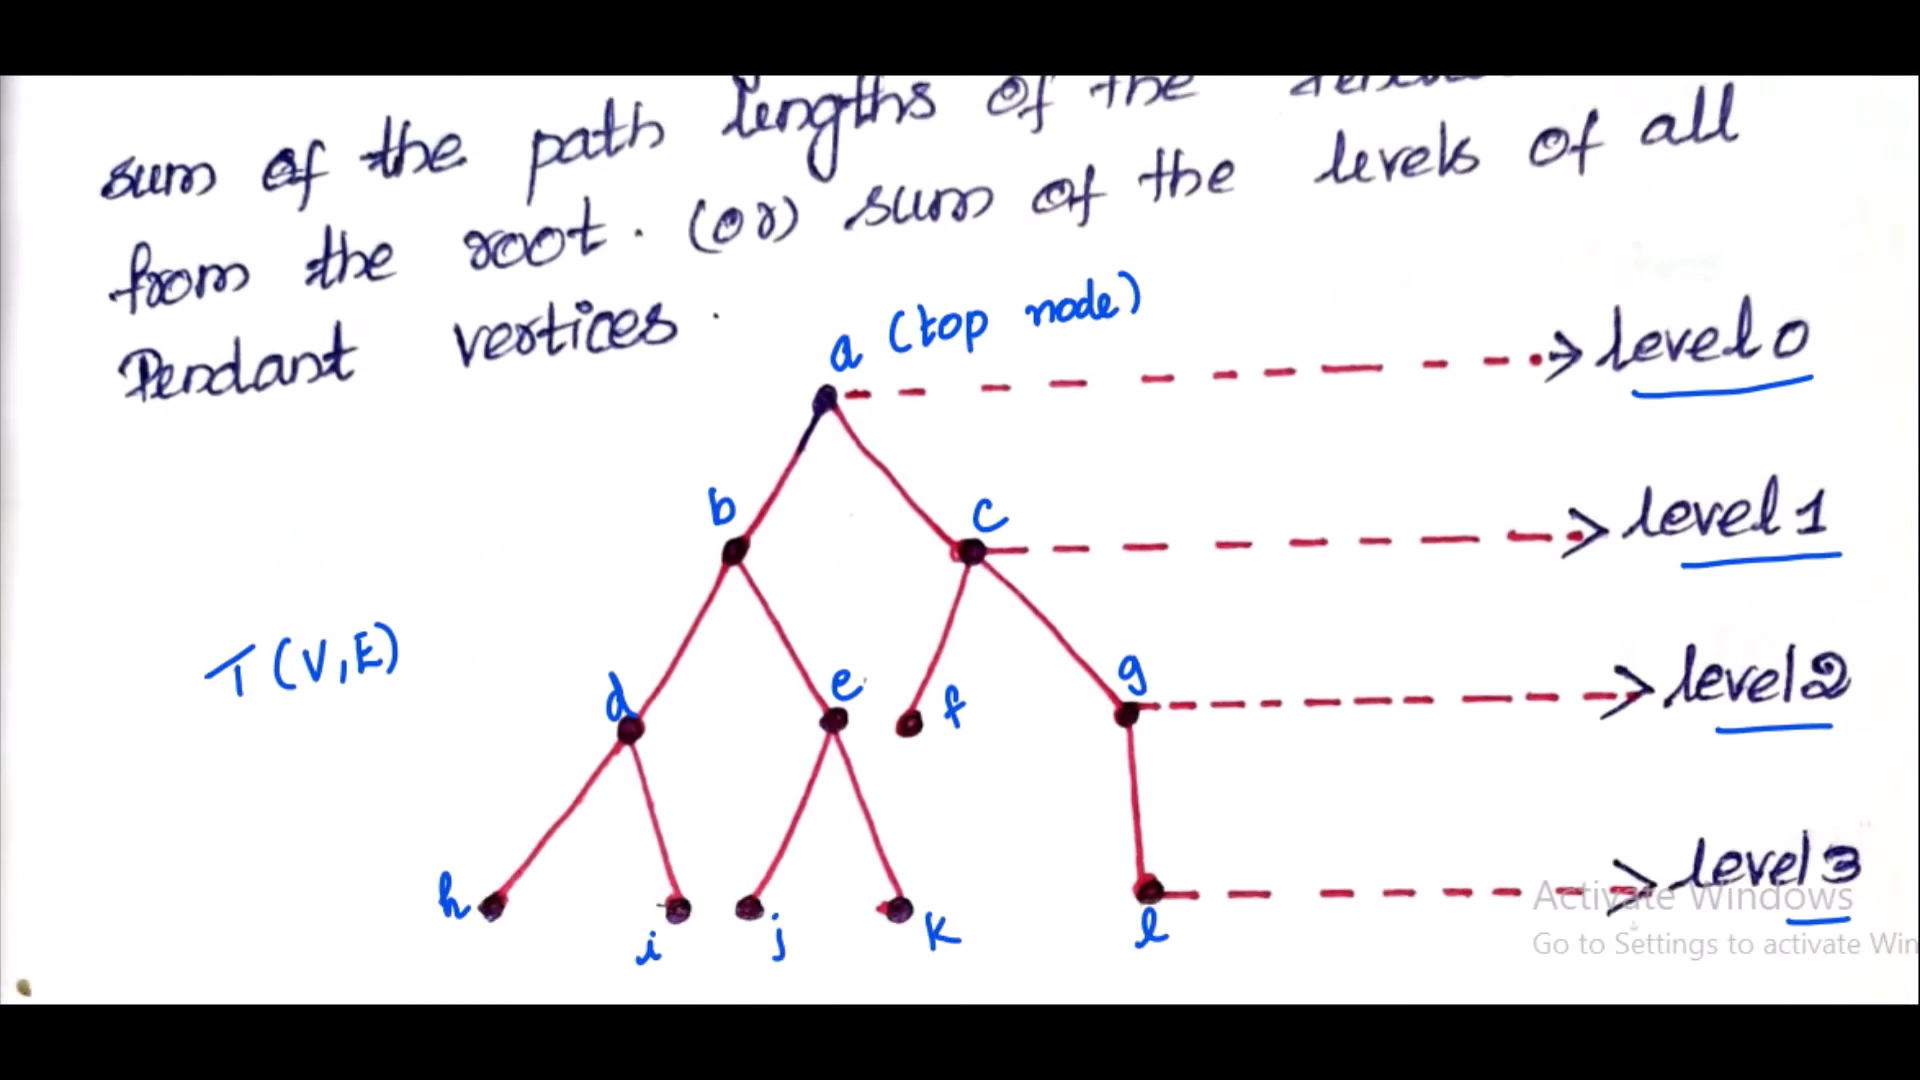 sum of the path lengths of the
from the root. (or) sum of the levels of all
Pendant vertices.
a (top node)
level 0
b
c
level 1
T (V, E)
d
e
f
g
level 2
h
i
j
k
l
level 3
Activate Windows
Go to Settings to activate Win